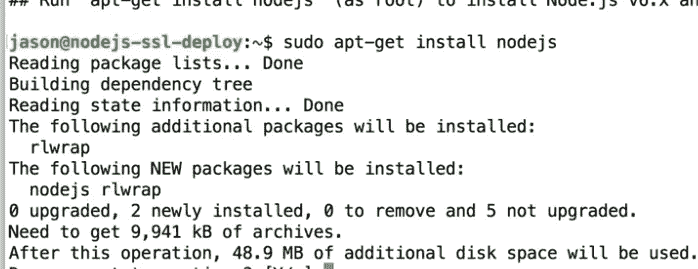 ## Run `apt-get install nodejs` (as root) to install Node.js v6.x an
jason@nodejs-ssl-deploy:~$ sudo apt-get install nodejs
Reading package lists... Done
Building dependency tree
Reading state information... Done
The following additional packages will be installed:
  rlwrap
The following NEW packages will be installed:
  nodejs rlwrap
0 upgraded, 2 newly installed, 0 to remove and 5 not upgraded.
Need to get 9,941 kB of archives.
After this operation, 48.9 MB of additional disk space will be used.